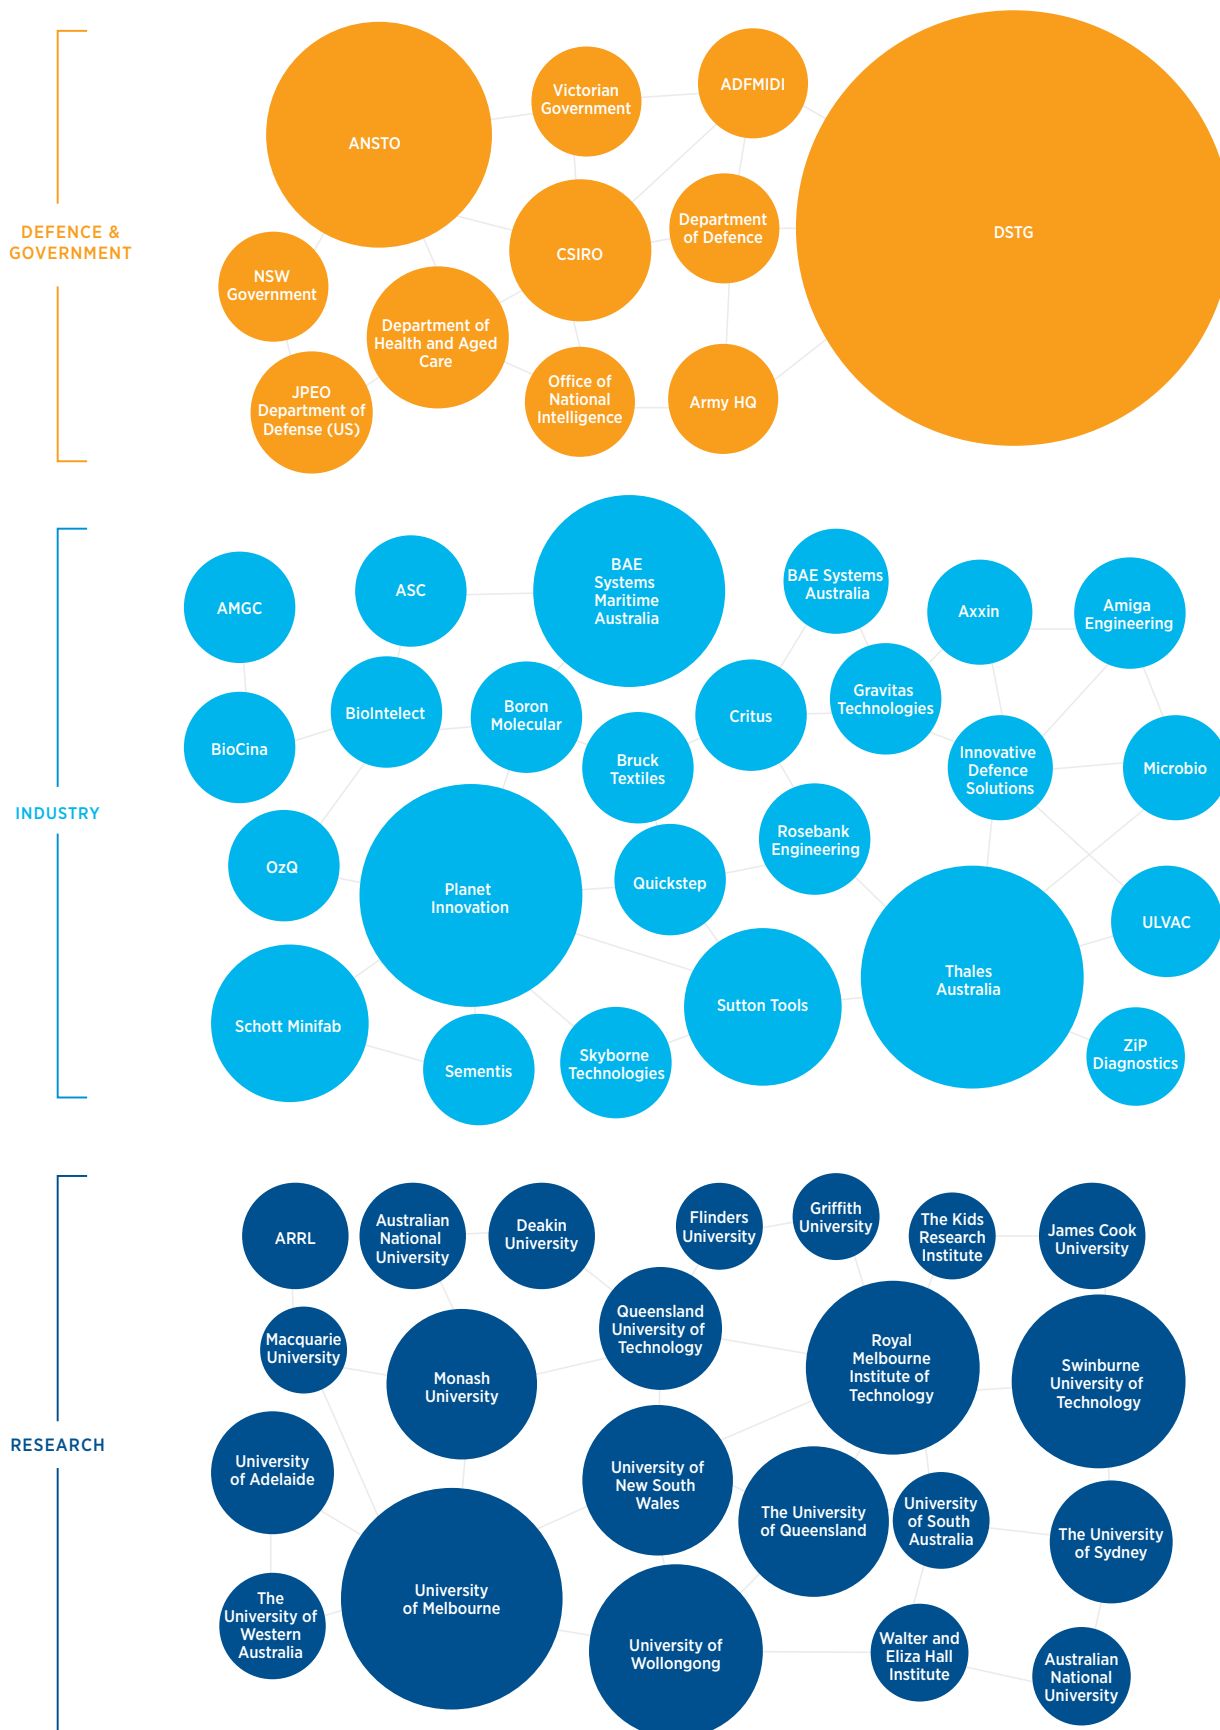 DEFENCE &
GOVERNMENT
ANSTO
Victorian
Government
ADFMIDI
DSTG
CSIRO
Department
of Defence
NSW
Government
Department of
Health and Aged
Care
JPEO
Department of
Defense (US)
Office of
National
Intelligence
Army HQ
INDUSTRY
AMGC
ASC
BAE
Systems
Maritime
Australia
BAE Systems
Australia
Axxin
Amiga
Engineering
BioCina
BioIntelect
Boron
Molecular
Bruck
Textiles
Critus
Gravitas
Technologies
Innovative
Defence
Solutions
Microbio
OzQ
Planet
Innovation
Quickstep
Rosebank
Engineering
Thales
Australia
ULVAC
Schott Minifab
Sementis
Skyborne
Technologies
Sutton Tools
ZiP
Diagnostics
RESEARCH
ARRL
Australian
National
University
Deakin
University
Flinders
University
Griffith
University
The Kids
Research
Institute
James Cook
University
Macquarie
University
Monash
University
Queensland
University of
Technology
Royal
Melbourne
Institute of
Technology
Swinburne
University of
Technology
University
of Adelaide
University of
New South
Wales
The University
of Queensland
University
of South
Australia
The University
of Sydney
The
University of
Western
Australia
University
of Melbourne
University of
Wollongong
Walter and
Eliza Hall
Institute
Australian
National
University